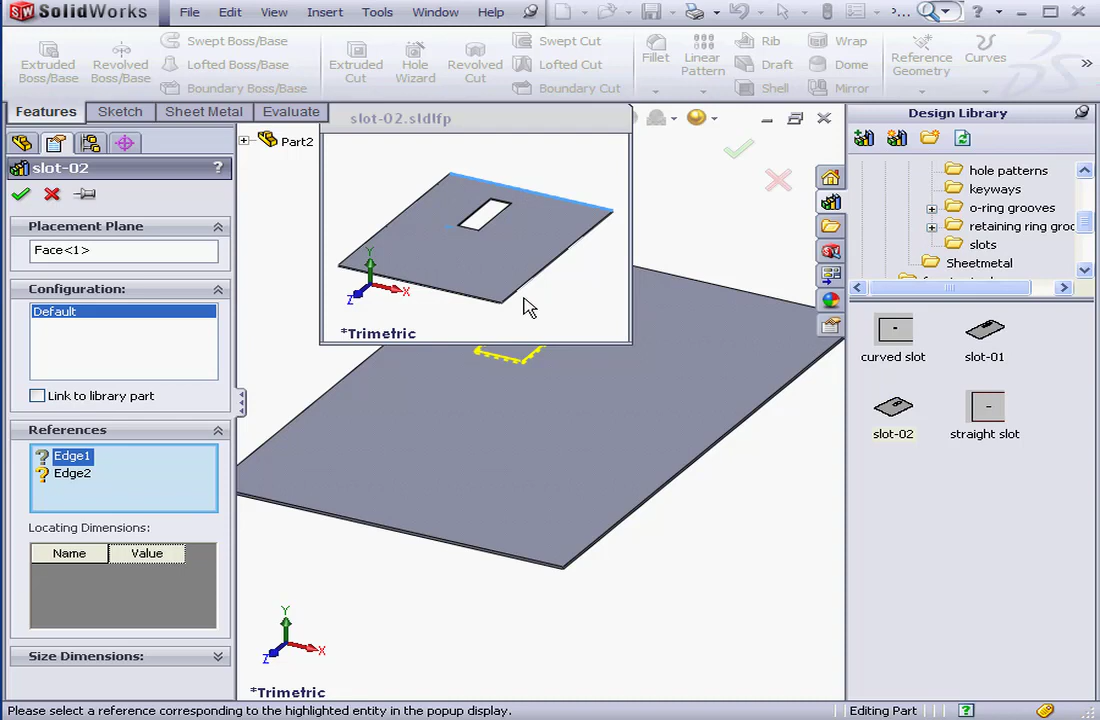 SolidWorks File Edit View Insert Tools Window Help
Extruded Boss/Base
Revolved Boss/Base
Swept Boss/Base
Lofted Boss/Base
Boundary Boss/Base
Extruded Cut
Hole Wizard
Revolved Cut
Swept Cut
Lofted Cut
Boundary Cut
Fillet
Linear Pattern
Rib
Draft
Shell
Wrap
Dome
Mirror
Reference Geometry
Curves
Features Sketch Sheet Metal Evaluate
slot-02
Placement Plane
Face<1>
Configuration:
Default
Link to library part
References
Edge1
Edge2
Locating Dimensions:
Name Value
Size Dimensions:
Part2
slot-02.sldlfp
Y
X
Z
*Trimetric
Y
X
Z
*Trimetric
Design Library
hole patterns
keyways
o-ring grooves
retaining ring groo
slots
Sheetmetal
curved slot
slot-01
slot-02
straight slot
Please select a reference corresponding to the highlighted entity in the popup display.
Editing Part